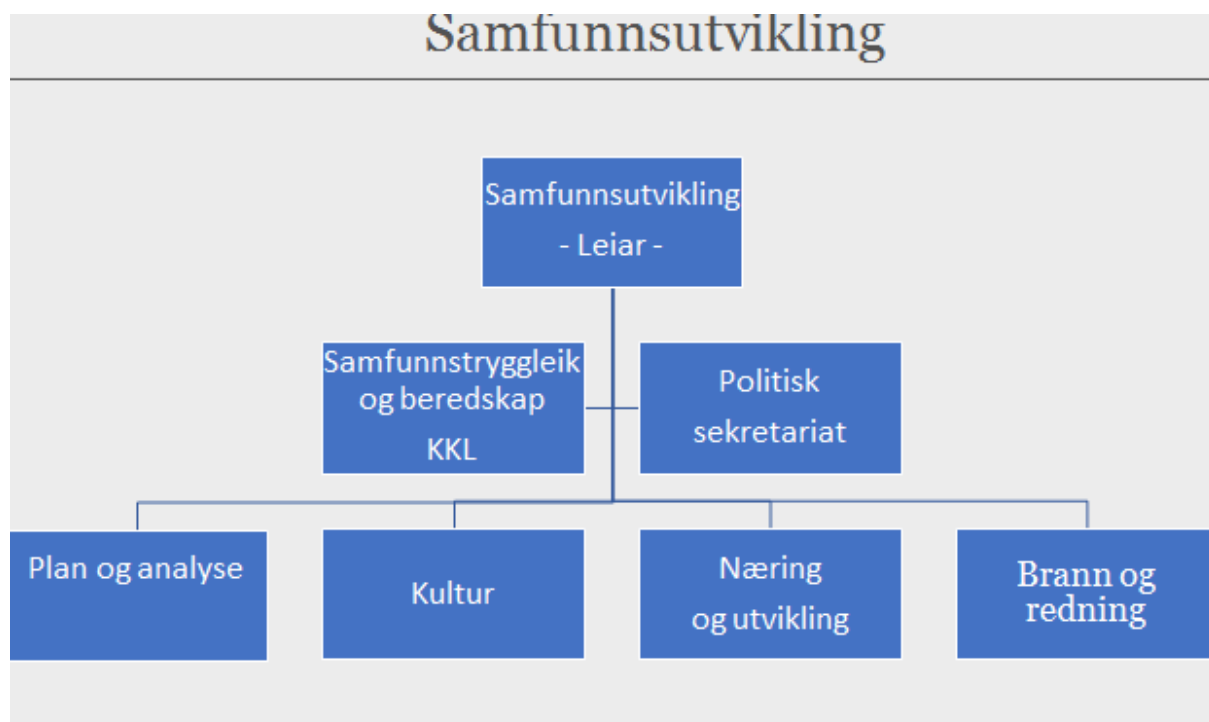 Samfunnsutvikling
Samfunnsutvikling
- Leiar -
Samfunnstryggleik
og beredskap
KKL
Politisk
sekretariat
Plan og analyse
Kultur
Næring
og utvikling
Brann og
redning